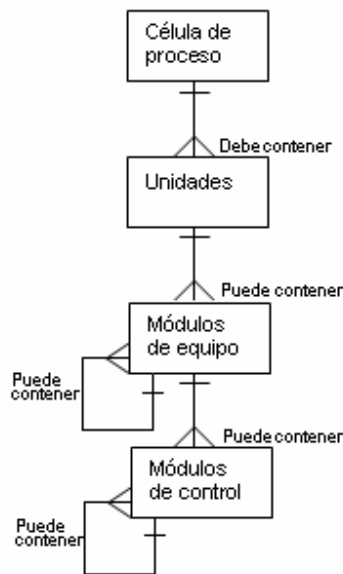 Célula de
proceso
Debe contener
Unidades
Puede contener
Módulos
de equipo
Puede
contener
Puede contener
Módulos
de control
Puede
contener